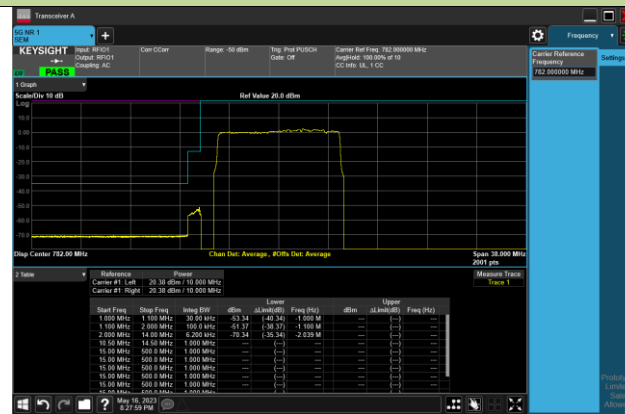 Transceiver A
5G NR 1
SEM
Frequency
KEYSIGHT
Input: RFIO1
Output: RFIO1
Coupling: AC
Corr CCorr
Range: -50 dBm
Trig: Prot PUSCH
Gate: Off
Carrier Ref Freq: 782.000000 MHz
AvgHold: 100.00% of 10
CC Info: UL, 1 CC
PASS
Carrier Reference
Frequency
782.000000 MHz
Settings
1 Graph
Scale/Div 10 dB
Ref Value 20.0 dBm
Log
10.0
0.00
-10.0
-20.0
-30.0
-40.0
-50.0
-60.0
-70.0
Disp Center 782.00 MHz
Chan Det: Average , #Offs Det: Average
Span 38.000 MHz
2001 pts
2 Table
Reference Power
Carrier #1: Left 20.38 dBm / 10.000 MHz
Carrier #1: Right 20.38 dBm / 10.000 MHz
Measure Trace
Trace 1
Lower Upper
Start Freq Stop Freq Integ BW dBm ΔLimit(dB) Freq (Hz) dBm ΔLimit(dB) Freq (Hz)
1.000 MHz 1.100 MHz 30.00 kHz -53.34 (-40.34) -1.000 M --- (---) ---
1.100 MHz 2.000 MHz 100.0 kHz -51.37 (-38.37) -1.100 M --- (---) ---
2.000 MHz 14.00 MHz 6.200 kHz -70.34 (-35.34) -2.039 M --- (---) ---
10.50 MHz 14.50 MHz 1.000 MHz --- (---) --- --- (---) ---
15.00 MHz 500.0 MHz 1.000 MHz --- (---) --- --- (---) ---
15.00 MHz 500.0 MHz 1.000 MHz --- (---) --- --- (---) ---
15.00 MHz 500.0 MHz 1.000 MHz --- (---) --- --- (---) ---
15.00 MHz 500.0 MHz 1.000 MHz --- (---) --- --- (---) ---
15.00 MHz 500.0 MHz 1.000 MHz --- (---) --- --- (---) ---
May 16, 2023
8:27:59 PM